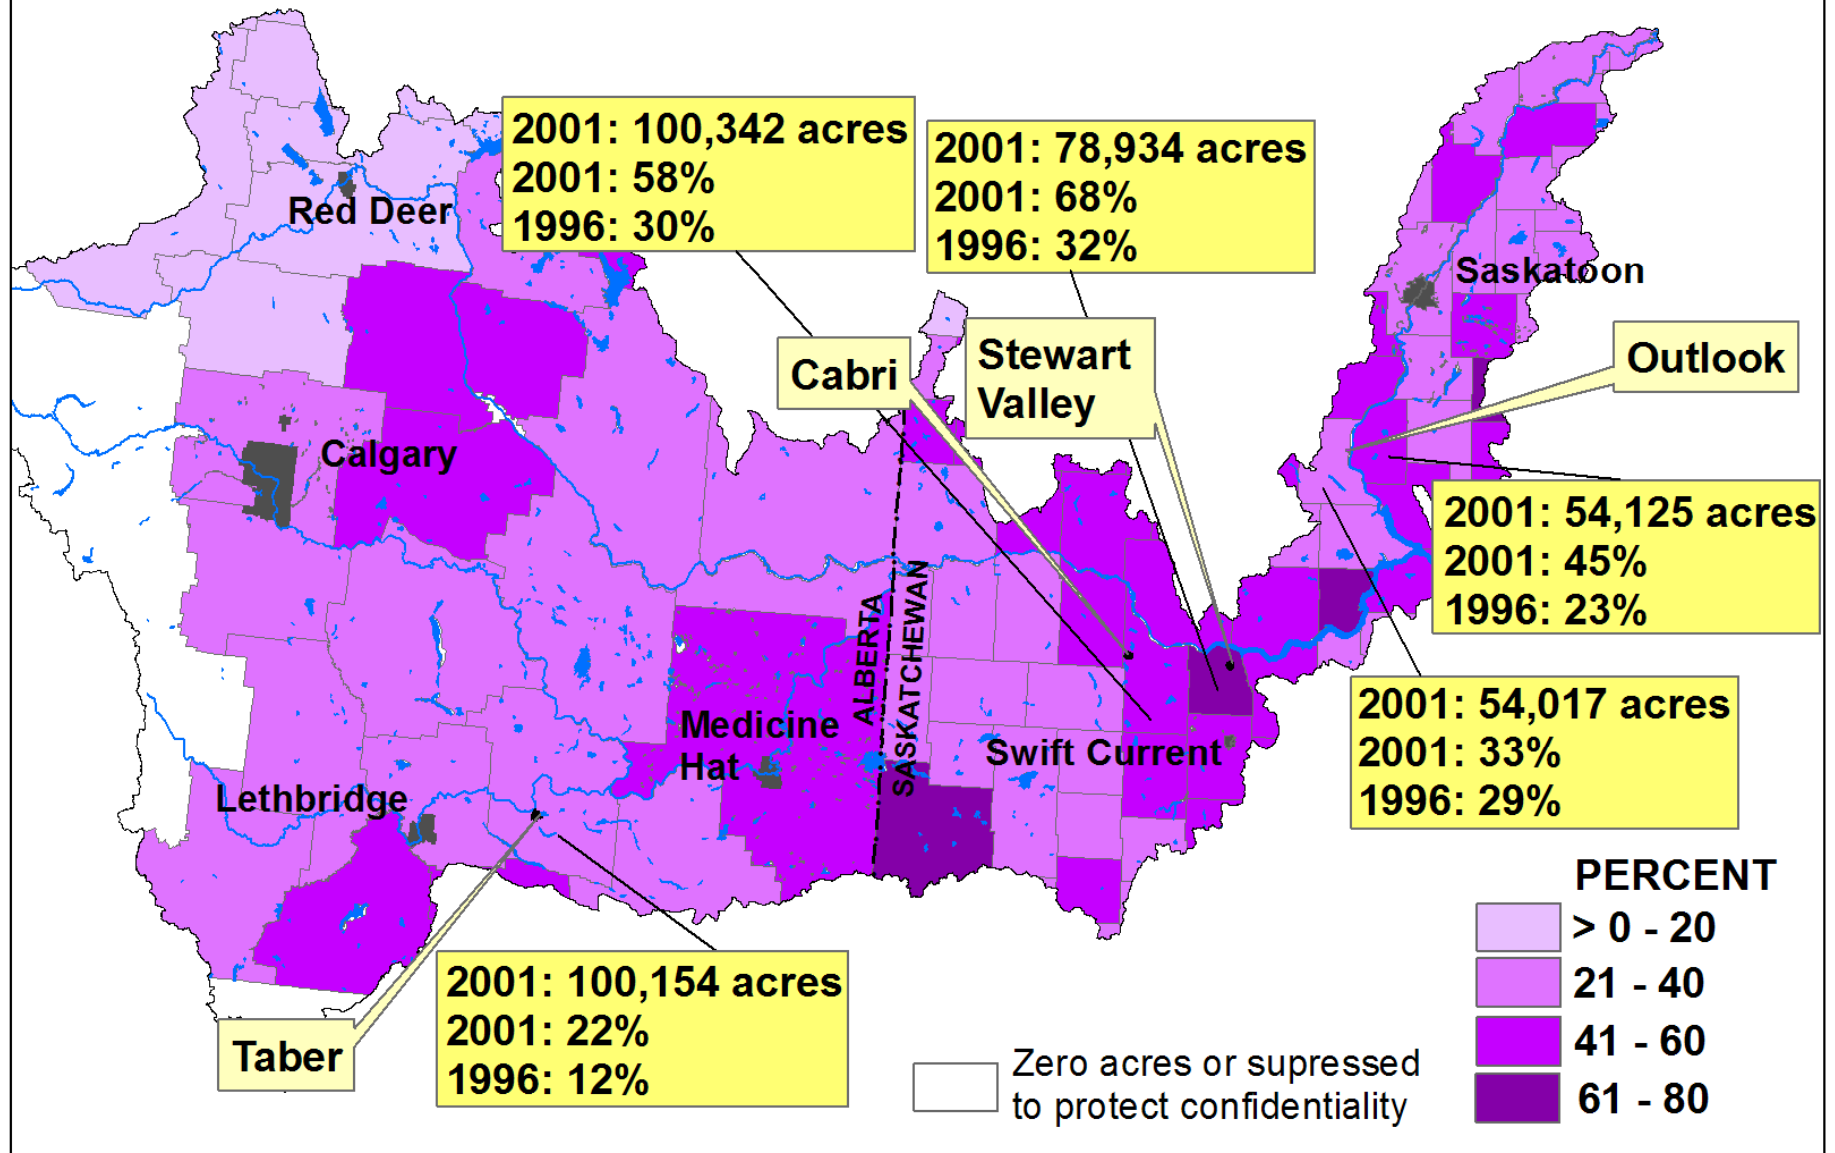 2001: 100,342 acres
2001: 58%
1996: 30%
2001: 78,934 acres
2001: 68%
1996: 32%
Red Deer
Saskatoon
Cabri
Stewart
Valley
Outlook
Calgary
2001: 54,125 acres
2001: 45%
1996: 23%
ALBERTA
SASKATCHEWAN
Medicine
Hat
Swift Current
2001: 54,017 acres
2001: 33%
1996: 29%
Lethbridge
2001: 100,154 acres
2001: 22%
1996: 12%
Taber
Zero acres or supressed
to protect confidentiality
PERCENT
> 0 - 20
21 - 40
41 - 60
61 - 80